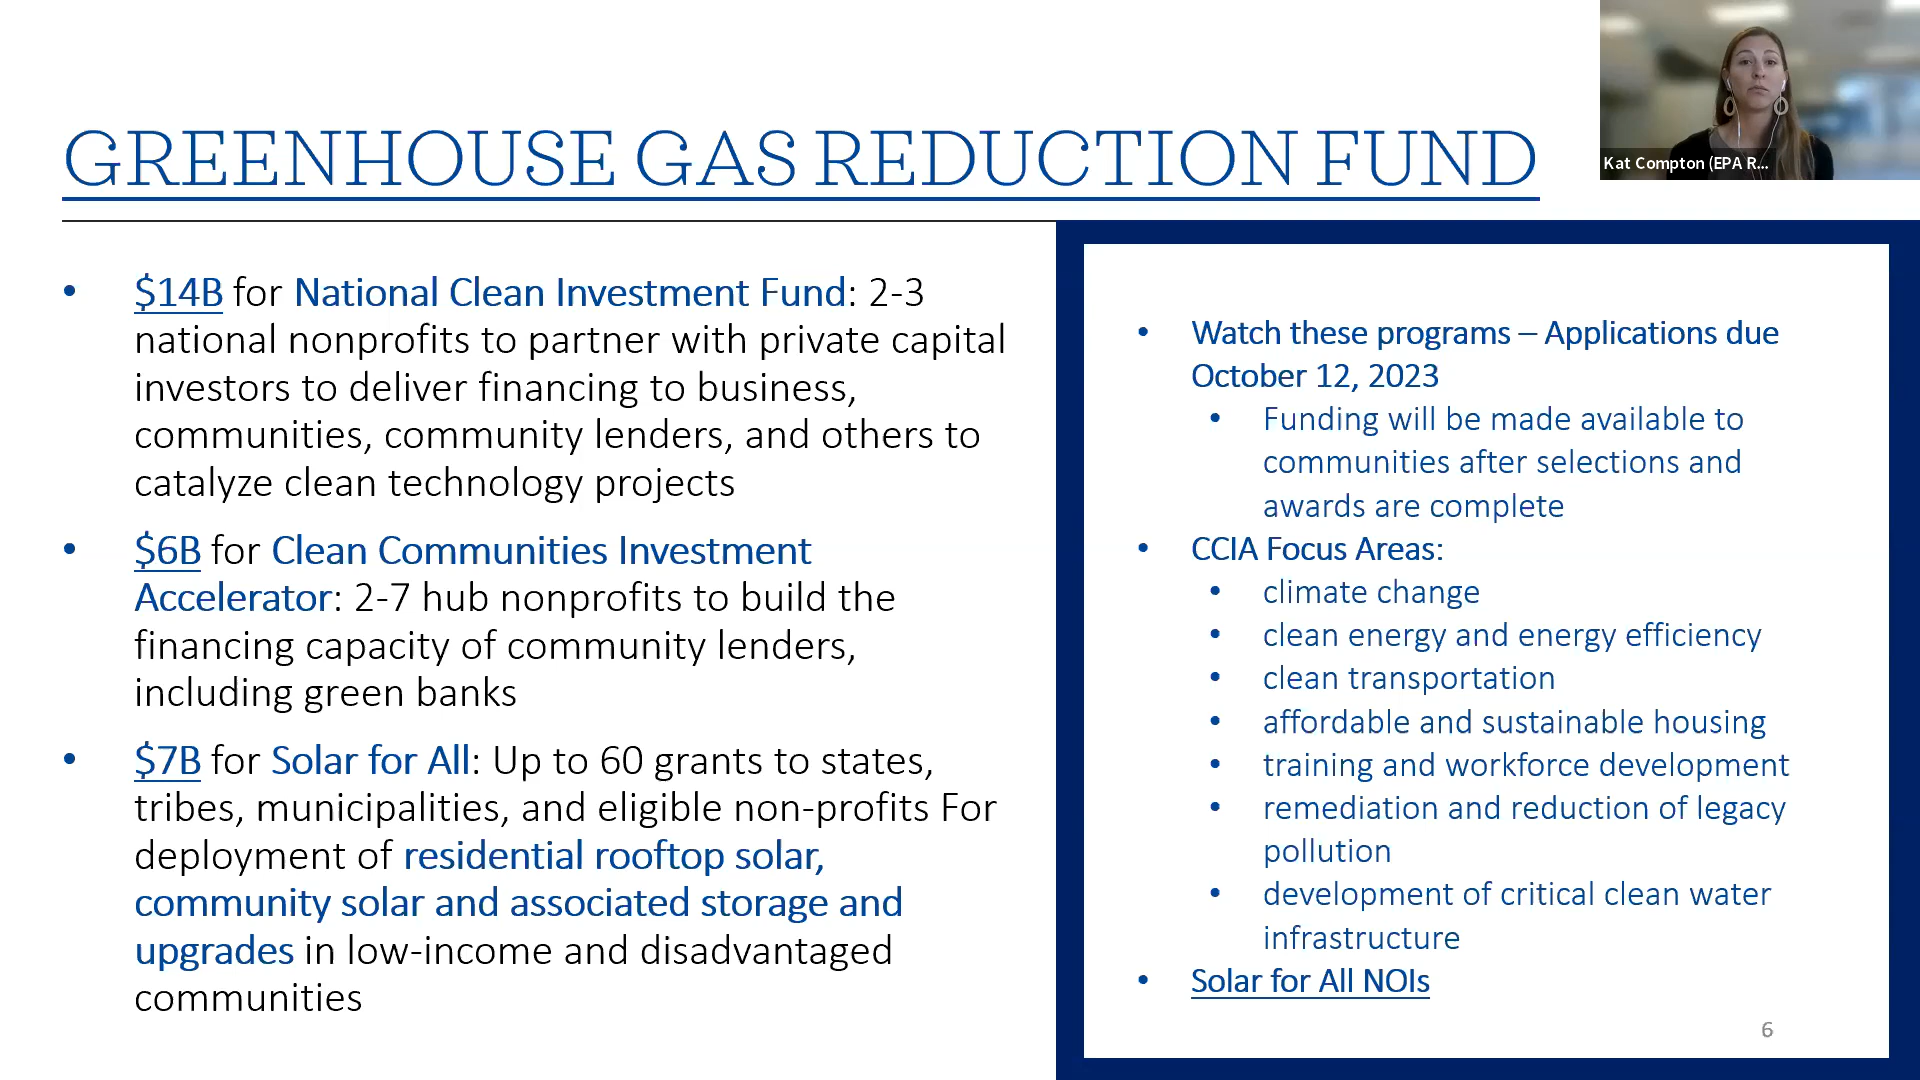 GREENHOUSE GAS REDUCTION FUND
Kat Compton (EPA R...
• $14B for National Clean Investment Fund: 2-3
national nonprofits to partner with private capital
investors to deliver financing to business,
communities, community lenders, and others to
catalyze clean technology projects
• $6B for Clean Communities Investment
Accelerator: 2-7 hub nonprofits to build the
financing capacity of community lenders,
including green banks
• $7B for Solar for All: Up to 60 grants to states,
tribes, municipalities, and eligible non-profits For
deployment of residential rooftop solar,
community solar and associated storage and
upgrades in low-income and disadvantaged
communities
• Watch these programs – Applications due
October 12, 2023
• Funding will be made available to
communities after selections and
awards are complete
• CCIA Focus Areas:
• climate change
• clean energy and energy efficiency
• clean transportation
• affordable and sustainable housing
• training and workforce development
• remediation and reduction of legacy
pollution
• development of critical clean water
infrastructure
• Solar for All NOIs
6